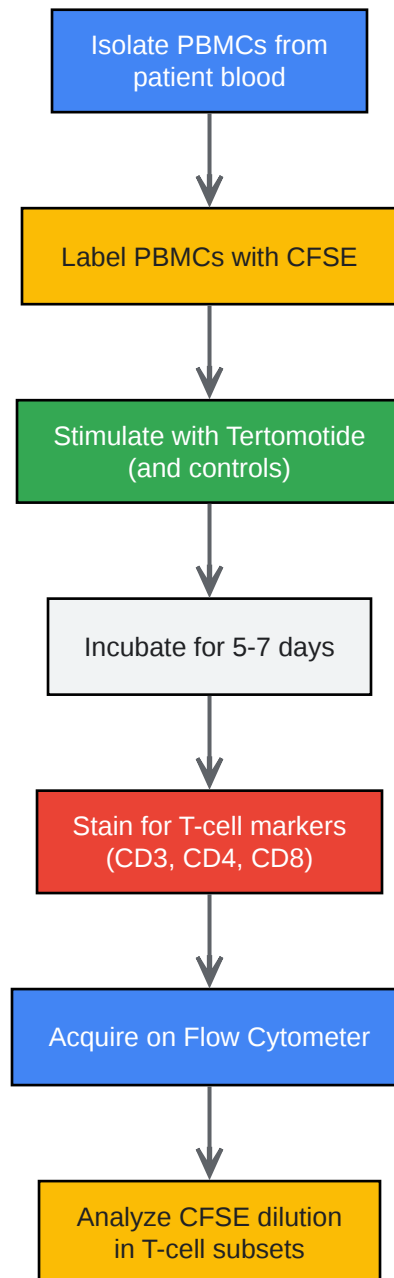 Isolate PBMCs from
patient blood
Label PBMCs with CFSE
Stimulate with Tertomotide
(and controls)
Incubate for 5-7 days
Stain for T-cell markers
(CD3, CD4, CD8)
Acquire on Flow Cytometer
Analyze CFSE dilution
in T-cell subsets